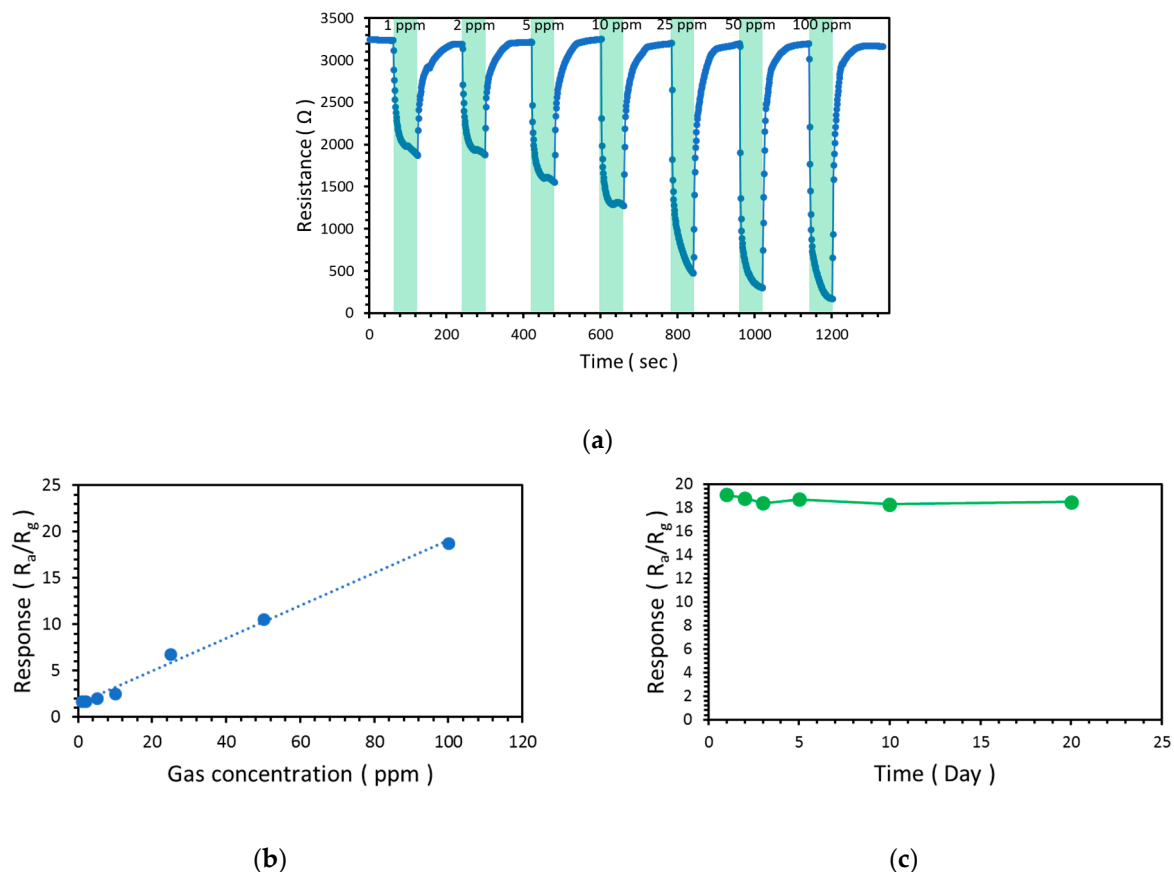 1 ppm 2 ppm 5 ppm 10 ppm 25 ppm 50 ppm 100 ppm
3500
3000
2500
2000
1500
1000
500
0
Resistance ( Ω )
0 200 400 600 800 1000 1200
Time ( sec )
(a)
25
20
15
10
5
0
Response ( Ra/Rg )
0 20 40 60 80 100 120
Gas concentration ( ppm )
(b)
20
18
16
14
12
10
8
6
4
2
0
Response ( Ra/Rg )
0 5 10 15 20 25
Time ( Day )
(c)